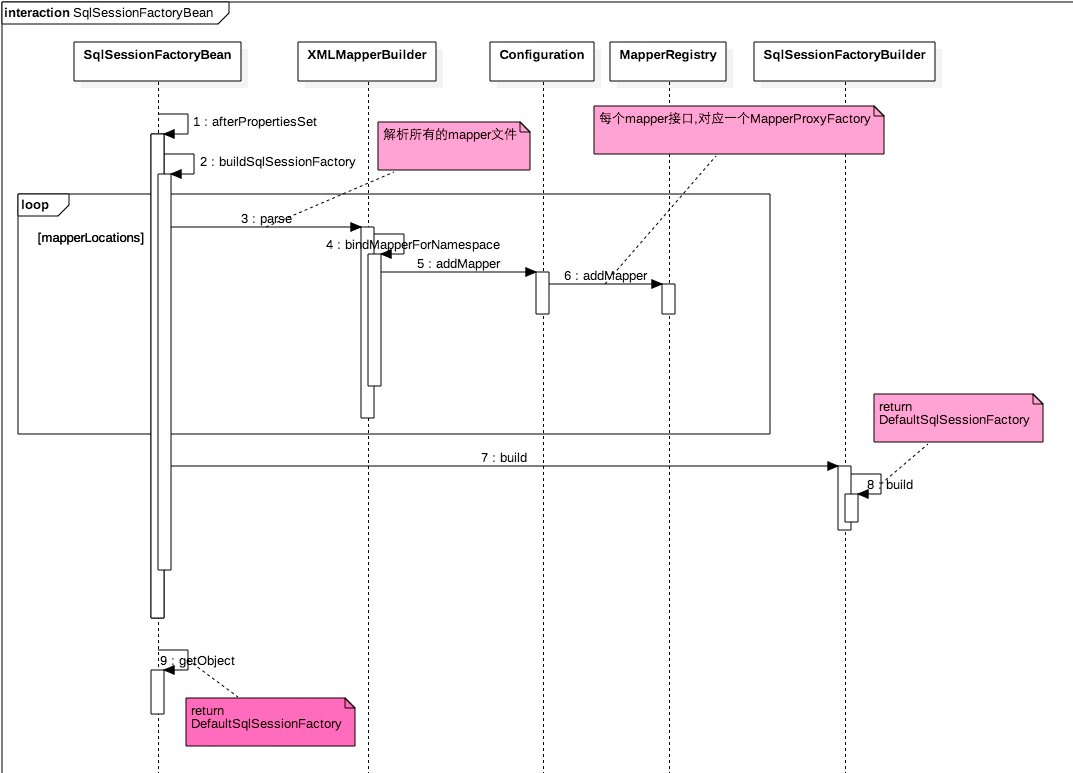 interaction SqlSessionFactoryBean
SqlSessionFactoryBean
XMLMapperBuilder
Configuration
MapperRegistry
SqlSessionFactoryBuilder
1 : afterPropertiesSet
解析所有的mapper文件
每个mapper接口,对应一个MapperProxyFactory
2 : buildSqlSessionFactory
loop
[mapperLocations]
3 : parse
4 : bindMapperForNamespace
5 : addMapper
6 : addMapper
return
DefaultSqlSessionFactory
7 : build
8 : build
9 : getObject
return
DefaultSqlSessionFactory